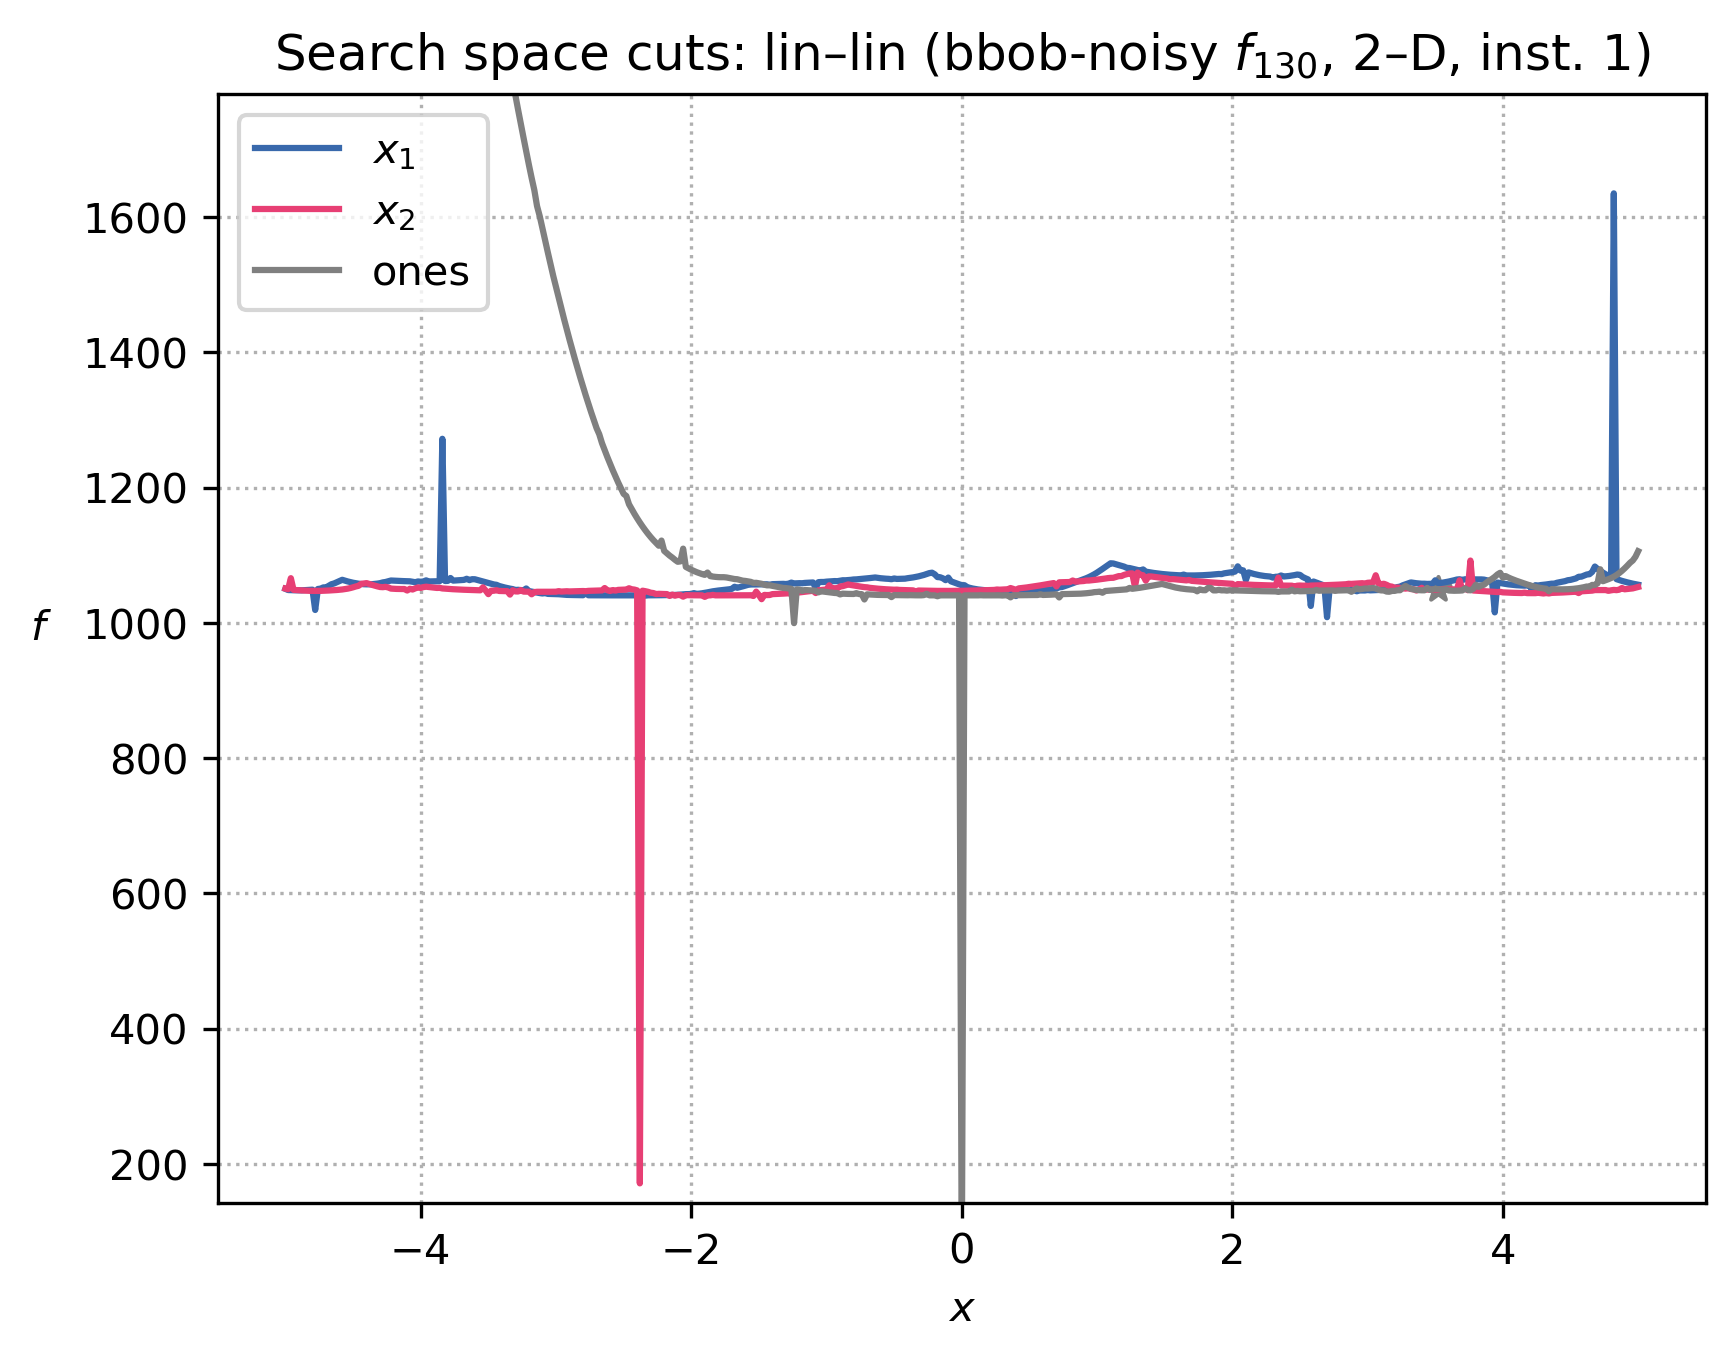 Search space cuts: lin–lin (bbob-noisy f₁₃₀, 2–D, inst. 1)
x₁
x₂
ones
1600
1400
1200
1000
800
600
400
200
f
−4 −2 0 2 4
x